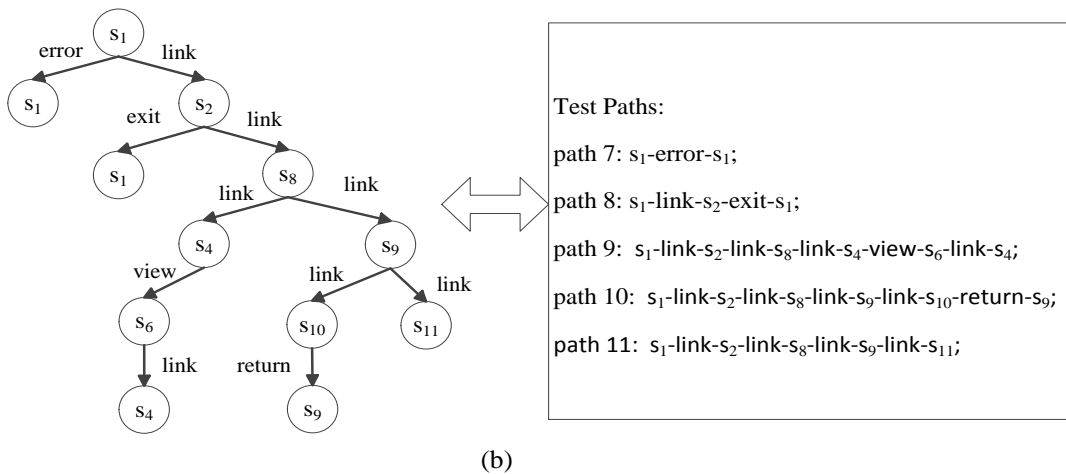 s₁
error link
s₁ s₂
exit link
s₁ s₈
link link
s₄ s₉
view link link
s₆ s₁₀ s₁₁
link return
s₄ s₉
Test Paths:
path 7: s₁-error-s₁;
path 8: s₁-link-s₂-exit-s₁;
path 9: s₁-link-s₂-link-s₈-link-s₄-view-s₆-link-s₄;
path 10: s₁-link-s₂-link-s₈-link-s₉-link-s₁₀-return-s₉;
path 11: s₁-link-s₂-link-s₈-link-s₉-link-s₁₁;
(b)